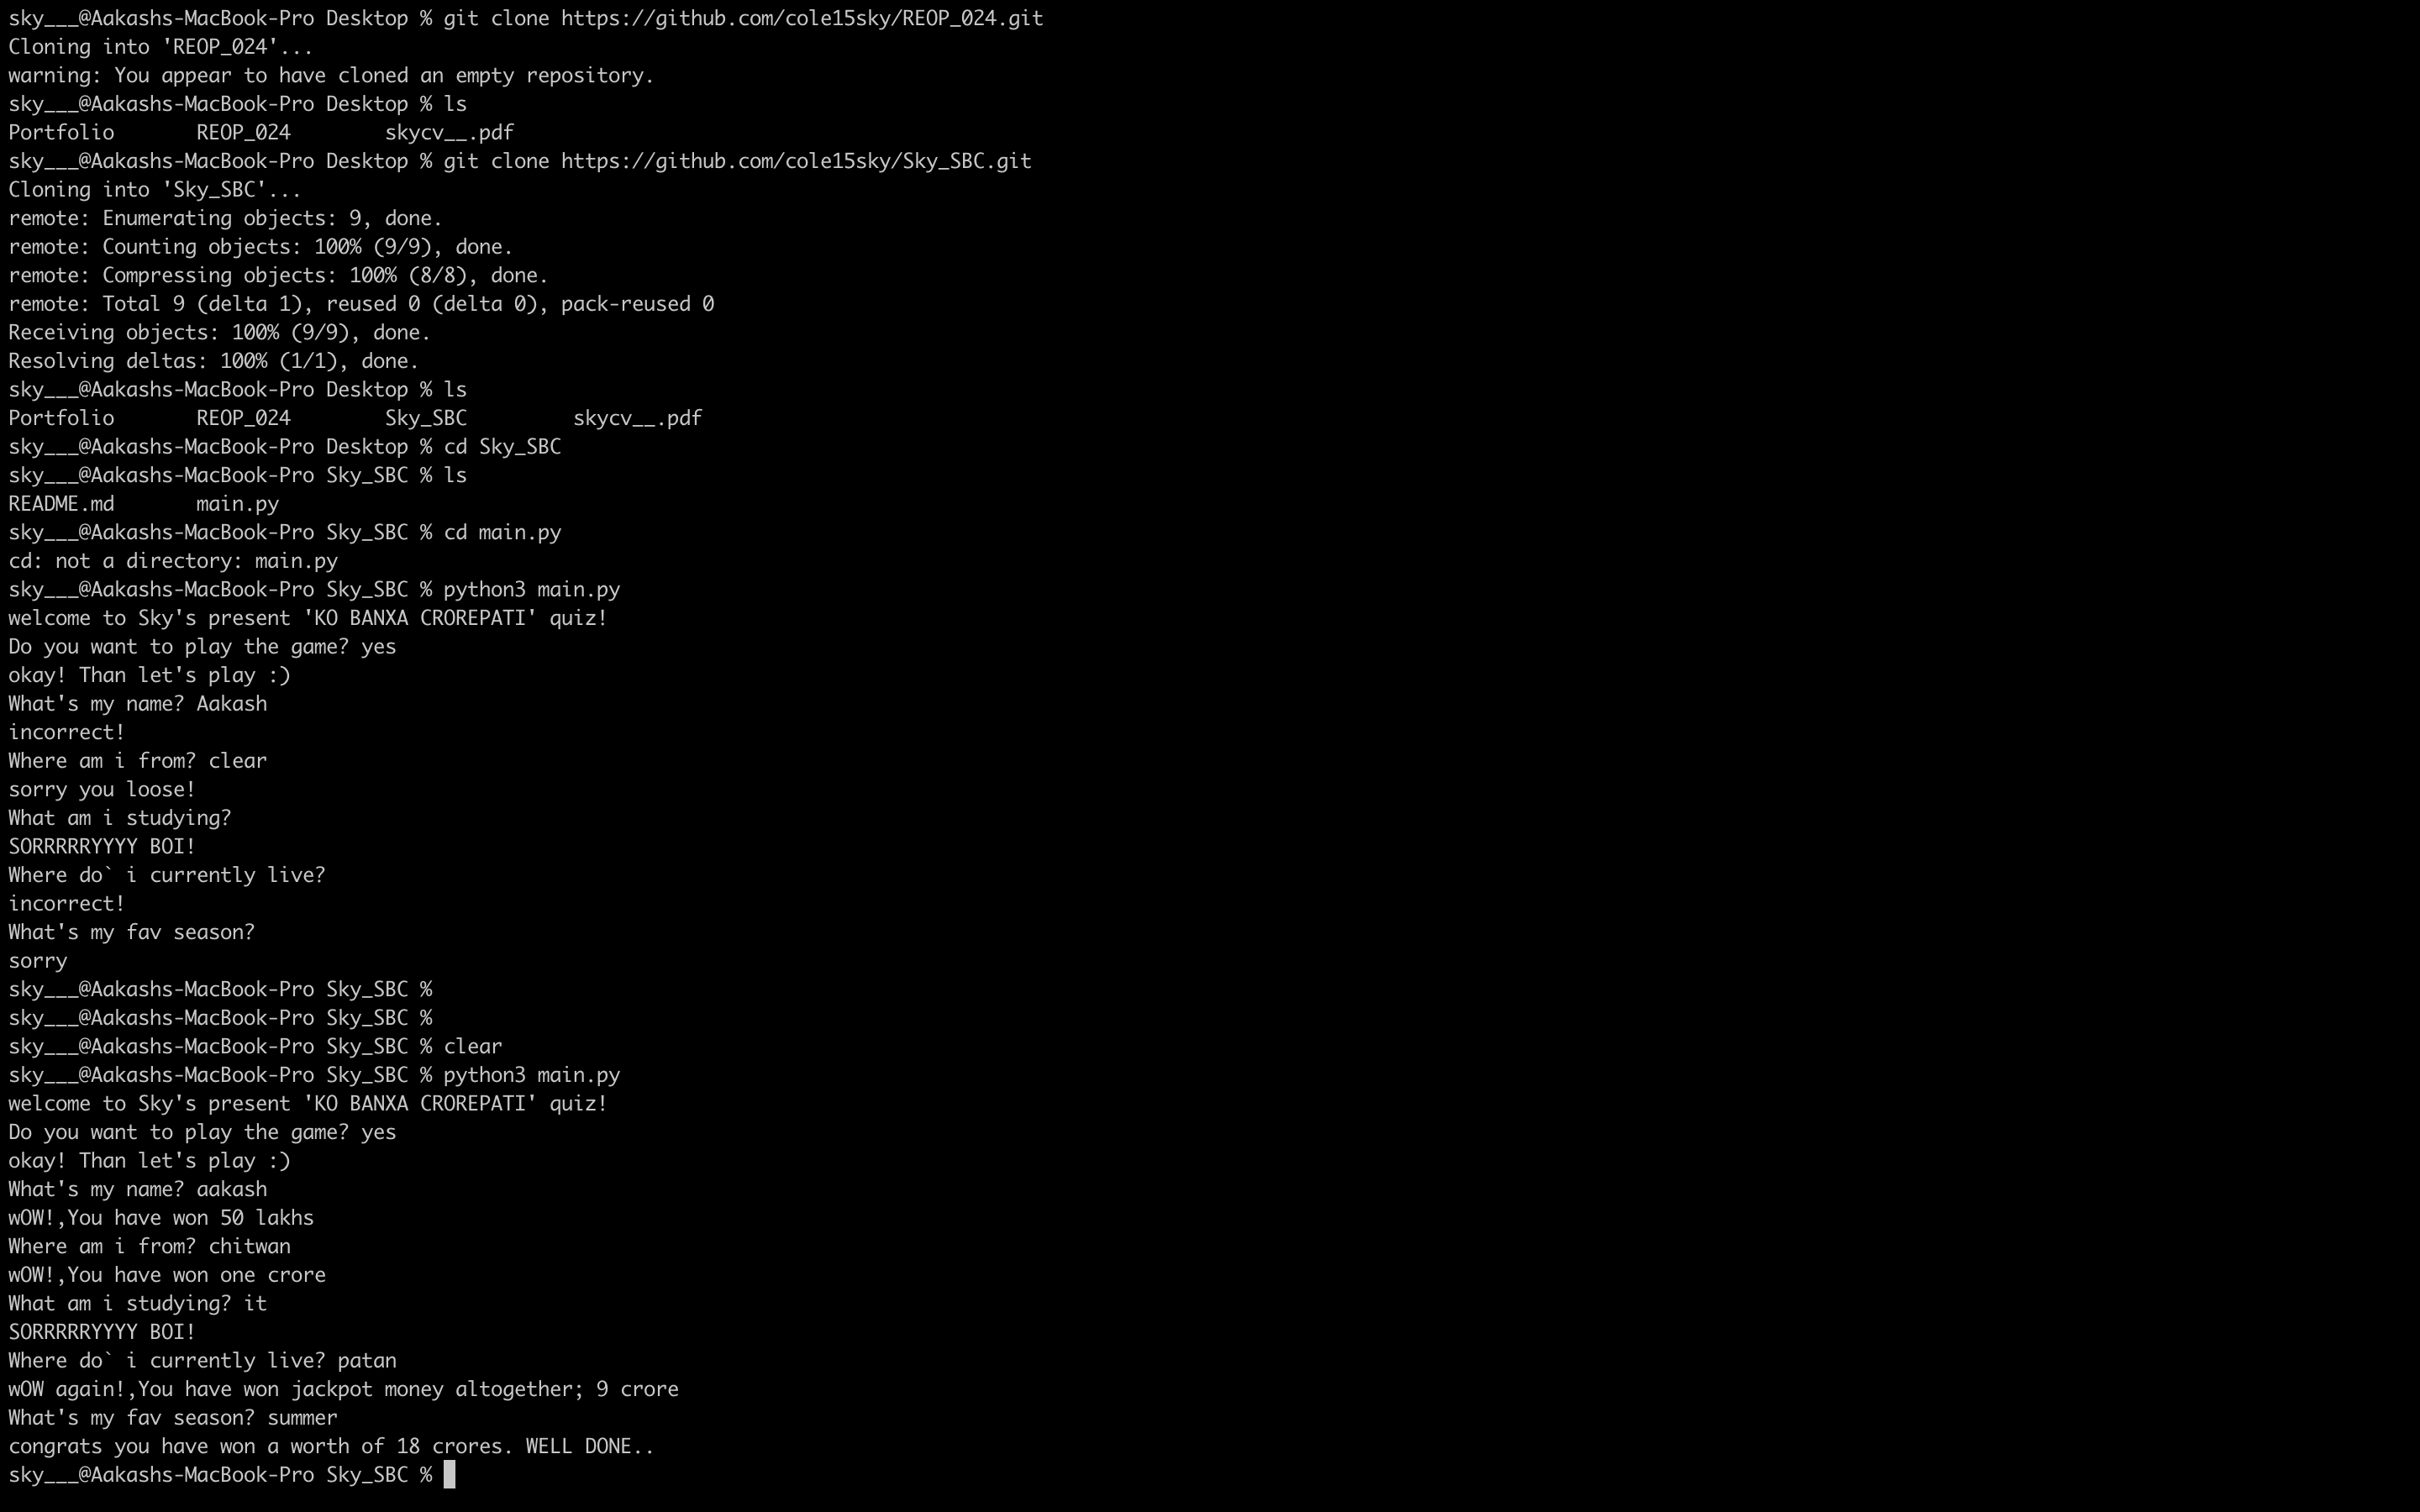 sky___@Aakashs-MacBook-Pro Desktop % git clone https://github.com/cole15sky/REOP_024.git
Cloning into 'REOP_024'...
warning: You appear to have cloned an empty repository.
sky___@Aakashs-MacBook-Pro Desktop % ls
Portfolio       REOP_024        skycv__.pdf
sky___@Aakashs-MacBook-Pro Desktop % git clone https://github.com/cole15sky/Sky_SBC.git
Cloning into 'Sky_SBC'...
remote: Enumerating objects: 9, done.
remote: Counting objects: 100% (9/9), done.
remote: Compressing objects: 100% (8/8), done.
remote: Total 9 (delta 1), reused 0 (delta 0), pack-reused 0
Receiving objects: 100% (9/9), done.
Resolving deltas: 100% (1/1), done.
sky___@Aakashs-MacBook-Pro Desktop % ls
Portfolio       REOP_024        Sky_SBC         skycv__.pdf
sky___@Aakashs-MacBook-Pro Desktop % cd Sky_SBC
sky___@Aakashs-MacBook-Pro Sky_SBC % ls
README.md       main.py
sky___@Aakashs-MacBook-Pro Sky_SBC % cd main.py
cd: not a directory: main.py
sky___@Aakashs-MacBook-Pro Sky_SBC % python3 main.py
welcome to Sky's present 'KO BANXA CROREPATI' quiz!
Do you want to play the game? yes
okay! Than let's play :)
What's my name? Aakash
incorrect!
Where am i from? clear
sorry you loose!
What am i studying?
SORRRRRYYYY BOI!
Where do` i currently live?
incorrect!
What's my fav season?
sorry
sky___@Aakashs-MacBook-Pro Sky_SBC %
sky___@Aakashs-MacBook-Pro Sky_SBC %
sky___@Aakashs-MacBook-Pro Sky_SBC % clear
sky___@Aakashs-MacBook-Pro Sky_SBC % python3 main.py
welcome to Sky's present 'KO BANXA CROREPATI' quiz!
Do you want to play the game? yes
okay! Than let's play :)
What's my name? aakash
wOW!,You have won 50 lakhs
Where am i from? chitwan
wOW!,You have won one crore
What am i studying? it
SORRRRRYYYY BOI!
Where do` i currently live? patan
wOW again!,You have won jackpot money altogether; 9 crore
What's my fav season? summer
congrats you have won a worth of 18 crores. WELL DONE..
sky___@Aakashs-MacBook-Pro Sky_SBC %